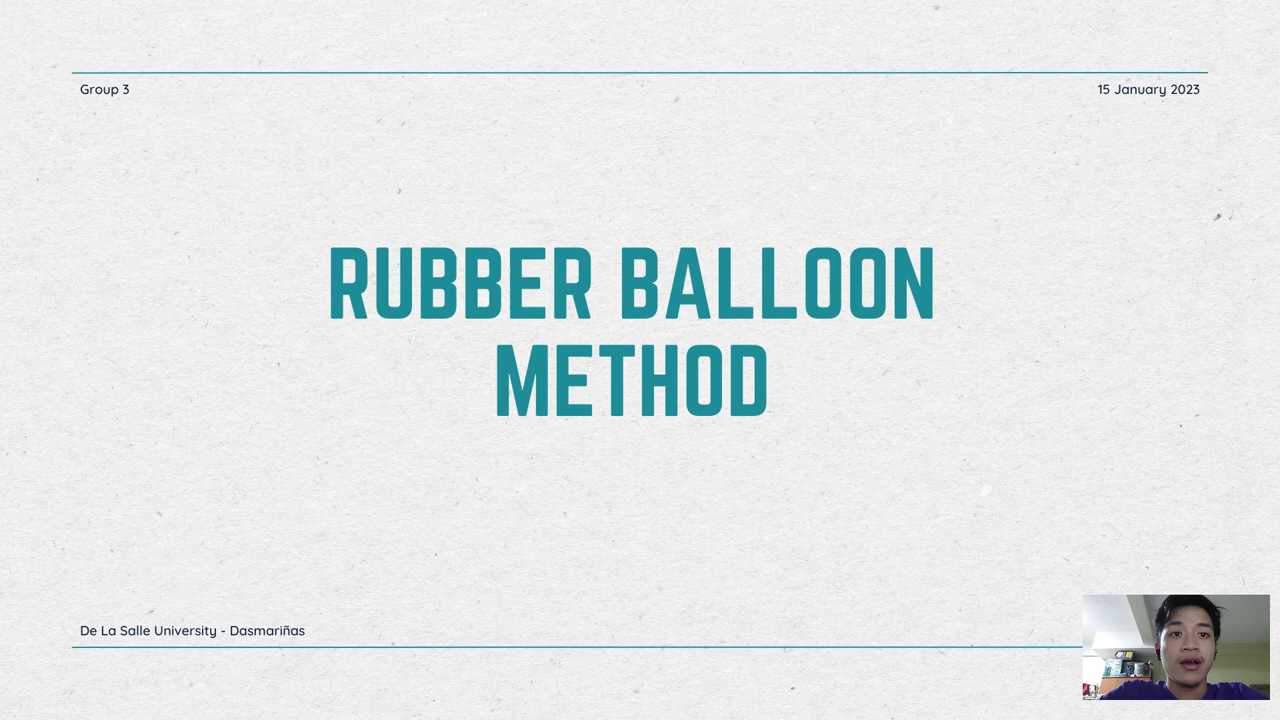 Group 3
15 January 2023
RUBBER BALLOON
METHOD
De La Salle University - Dasmariñas